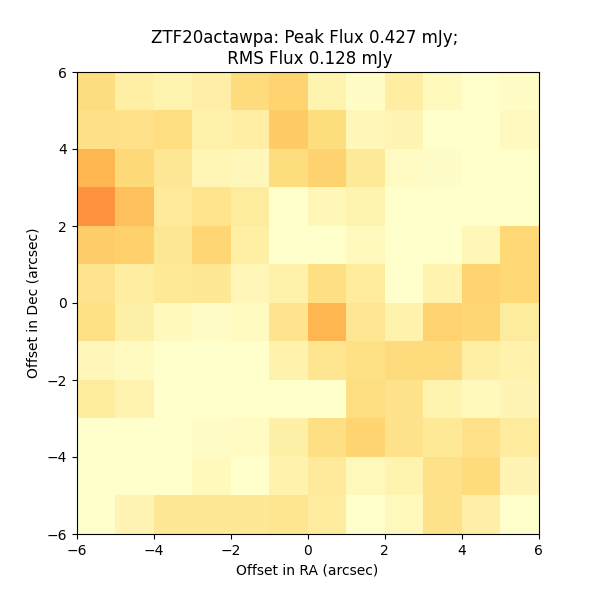 ZTF20actawpa: Peak Flux 0.427 mJy;
RMS Flux 0.128 mJy
6
4
2
0
−2
−4
−6
Offset in Dec (arcsec)
−6 −4 −2 0 2 4 6
Offset in RA (arcsec)